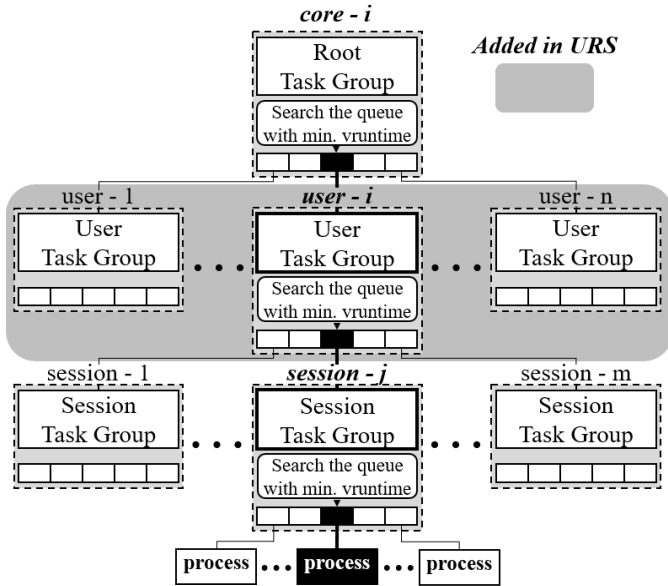 core - i
Added in URS
Root
Task Group
Search the queue
with min. vruntime
user - 1
user - i
user - n
User
Task Group
User
Task Group
User
Task Group
Search the queue
with min. vruntime
session - 1
session - j
session - m
Session
Task Group
Session
Task Group
Session
Task Group
Search the queue
with min. vruntime
process
process
process